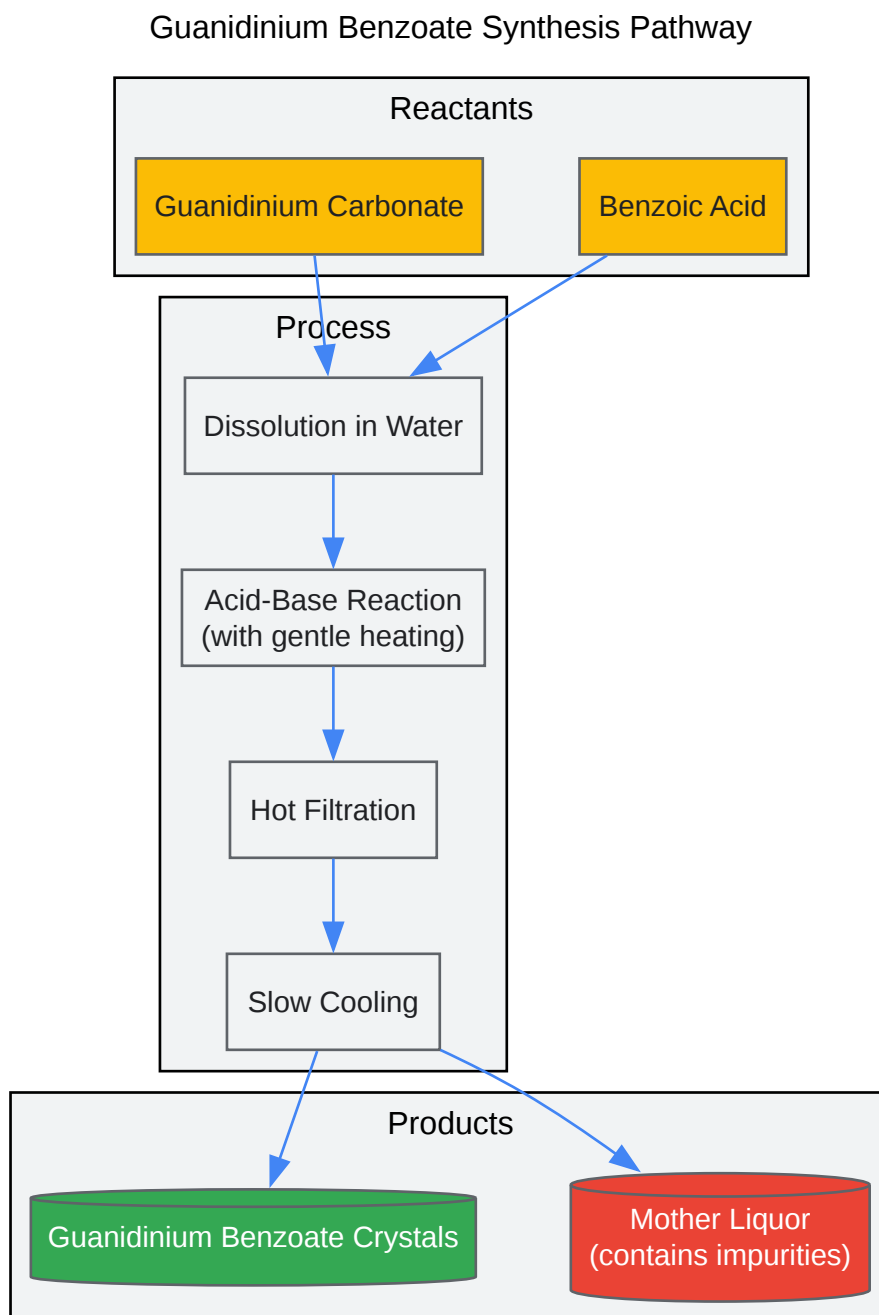 Guanidinium Benzoate Synthesis Pathway
Reactants
Guanidinium Carbonate
Benzoic Acid
Process
Dissolution in Water
Acid-Base Reaction
(with gentle heating)
Hot Filtration
Slow Cooling
Products
Guanidinium Benzoate Crystals
Mother Liquor
(contains impurities)